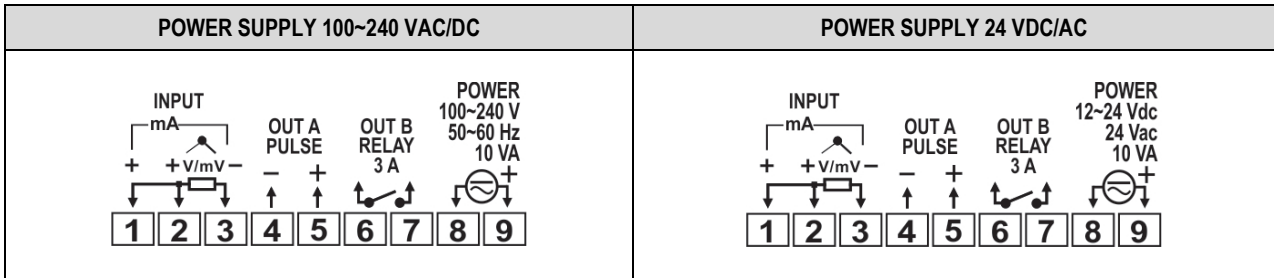 POWER SUPPLY 100~240 VAC/DC
INPUT
mA
+ + V/mV −
OUT A
PULSE
− +
OUT B
RELAY
3 A
POWER
100~240 V
50~60 Hz
10 VA
+
1 2 3 4 5 6 7 8 9
POWER SUPPLY 24 VDC/AC
INPUT
mA
+ + V/mV −
OUT A
PULSE
− +
OUT B
RELAY
3 A
POWER
12~24 Vdc
24 Vac
10 VA
+
1 2 3 4 5 6 7 8 9